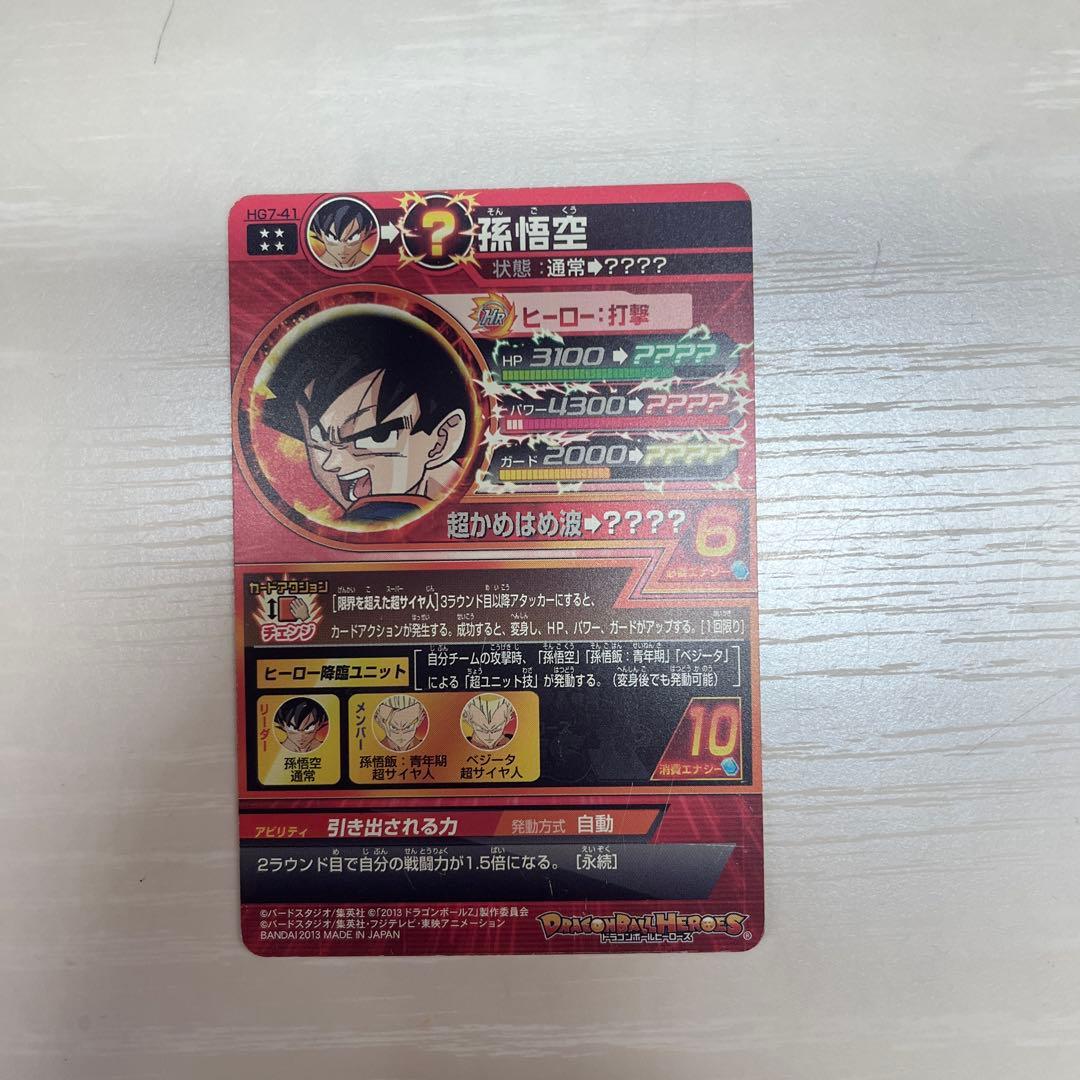 HG7-41
?
そん ご くう
孫悟空
状態：通常➡????
HR ヒーロー：打撃
HP 3100➡????
パワー4300➡????
ガード 2000➡????
超かめはめ波➡????
6
必要エナジー
カードアクション
チェンジ
[限界を超えた超サイヤ人]3ラウンド目以降アタッカーにすると、
カードアクションが発生する。成功すると、変身し、HP、パワー、ガードがアップする。[1回限り]
ヒーロー降臨ユニット
自分チームの攻撃時、「孫悟空」「孫悟飯：青年期」「ベジータ」
による「超ユニット技」が発動する。（変身後でも発動可能）
リーダー
孫悟空
通常
メンバー
孫悟飯：青年期
超サイヤ人
ベジータ
超サイヤ人
10
消費エナジー
アビリティ 引き出される力 発動方式 自動
2ラウンド目で自分の戦闘力が1.5倍になる。 [永続]
©バードスタジオ/集英社 ©「2013 ドラゴンボールZ」製作委員会
©バードスタジオ/集英社・フジテレビ・東映アニメーション
BANDAI 2013 MADE IN JAPAN
DRAGONBALL HEROES
ドラゴンボールヒーローズ
®